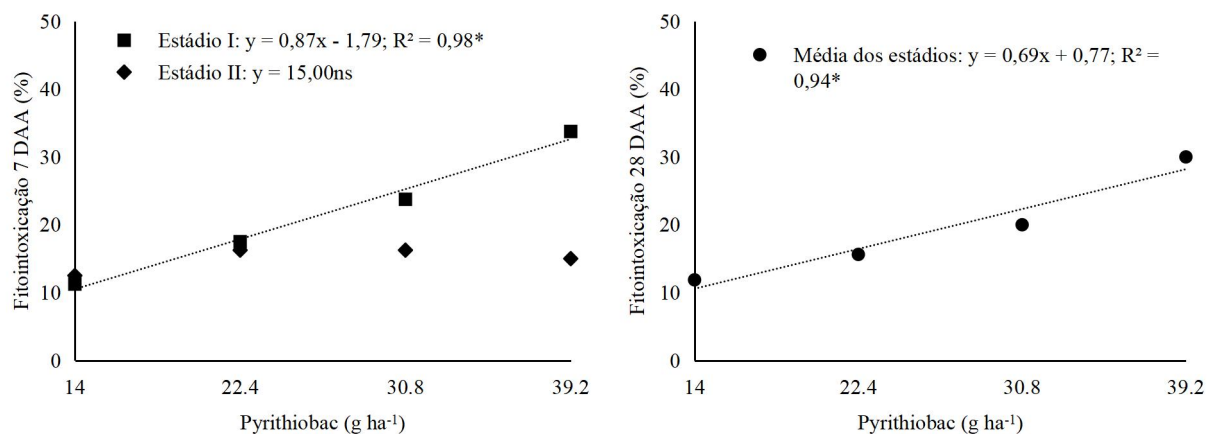 50
40
30
20
10
0
Fitointoxicação 7 DAA (%)
Estádio I: y = 0,87x - 1,79; R² = 0,98*
Estádio II: y = 15,00ns
14 22.4 30.8 39.2
Pyrithiobac (g ha⁻¹)
50
40
30
20
10
0
Fitointoxicação 28 DAA (%)
Média dos estádios: y = 0,69x + 0,77; R² =
0,94*
14 22.4 30.8 39.2
Pyrithiobac (g ha⁻¹)